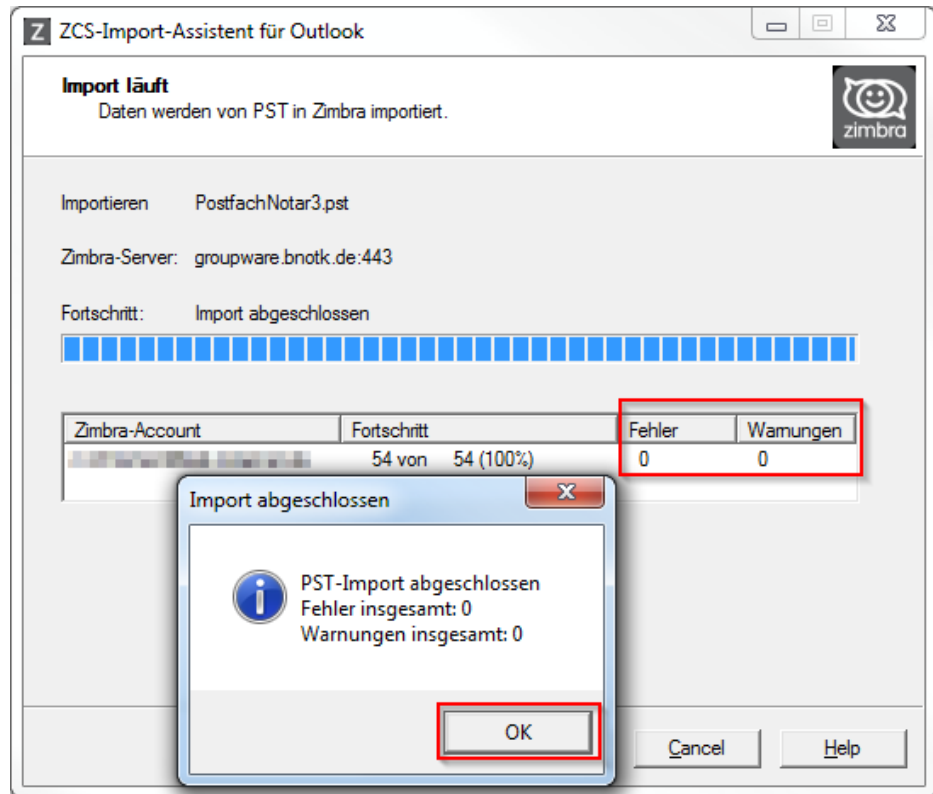 Z ZCS-Import-Assistent für Outlook
Import läuft
Daten werden von PST in Zimbra importiert.
zimbra
Importieren PostfachNotar3.pst
Zimbra-Server: groupware.bnotk.de:443
Fortschritt: Import abgeschlossen
Zimbra-Account Fortschritt Fehler Warnungen
54 von 54 (100%) 0 0
Import abgeschlossen
PST-Import abgeschlossen
Fehler insgesamt: 0
Warnungen insgesamt: 0
OK
Cancel Help